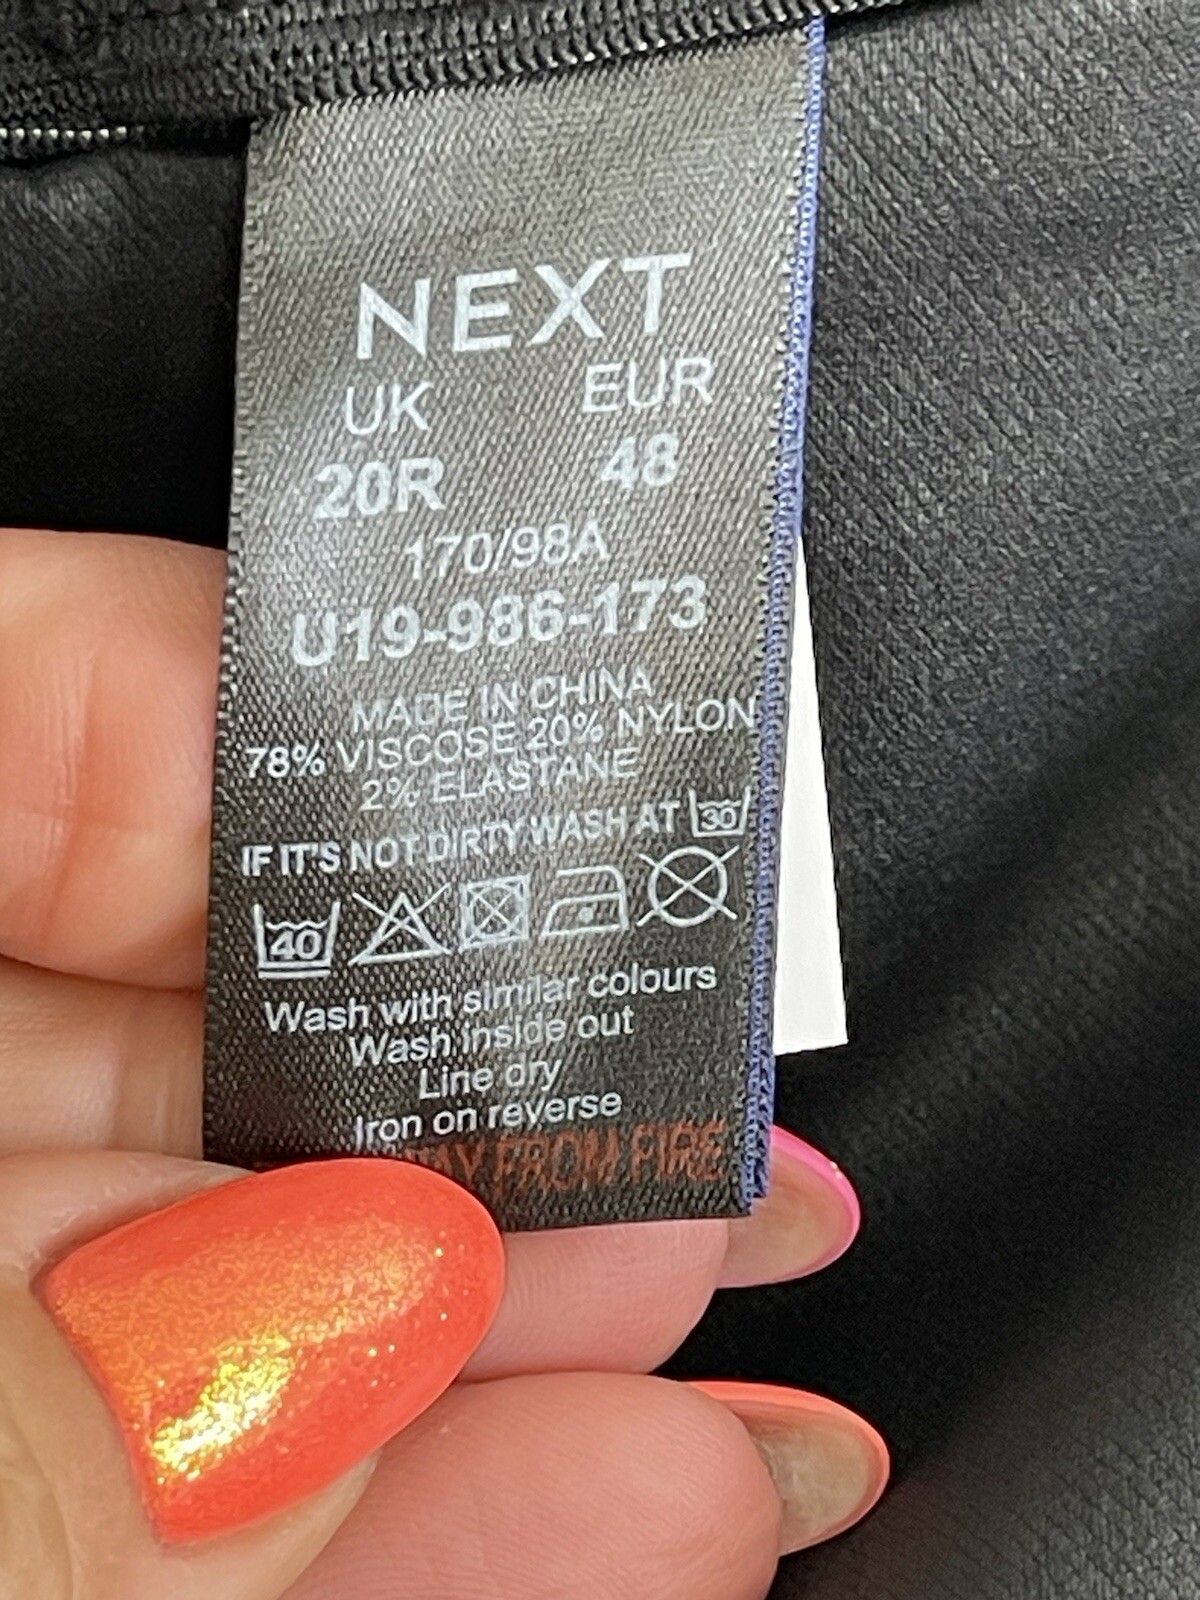 NEXT
UK EUR
20R 48
170/98A
U19-986-173
MADE IN CHINA
78% VISCOSE 20% NYLON
2% ELASTANE
IF IT'S NOT DIRTY WASH AT 30
40
Wash with similar colours
Wash inside out
Line dry
Iron on reverse
FROM FIRE